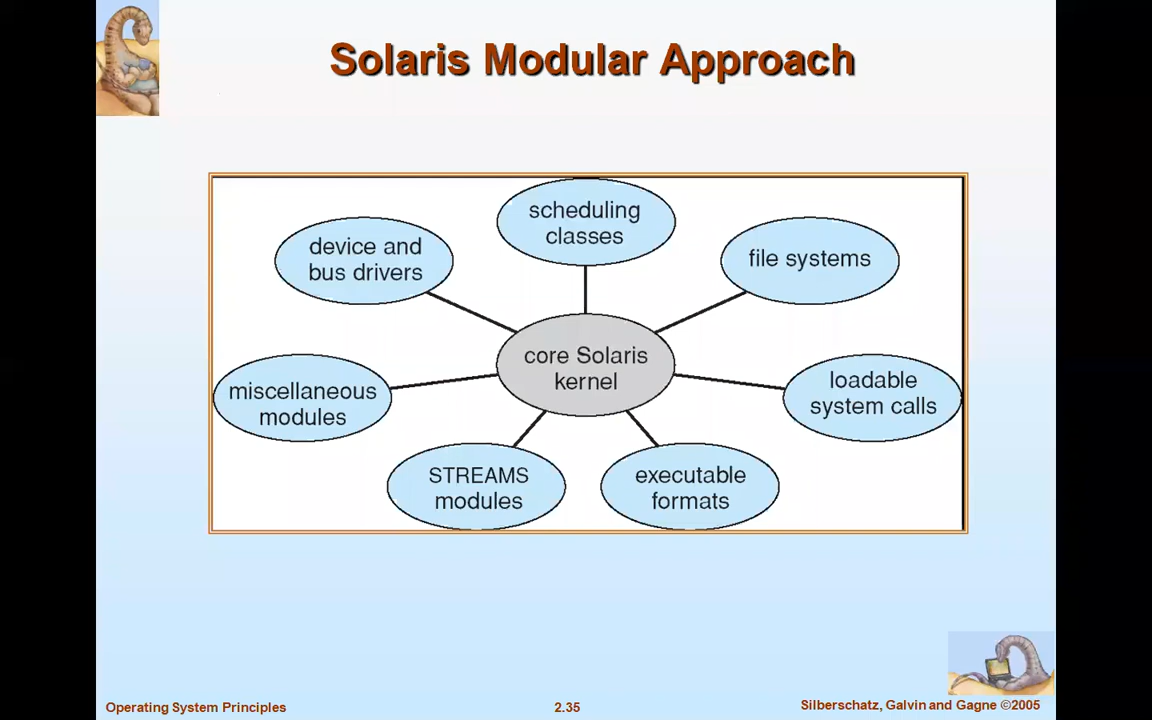 Solaris Modular Approach
scheduling
classes
device and
bus drivers
file systems
core Solaris
kernel
miscellaneous
modules
loadable
system calls
STREAMS
modules
executable
formats
Operating System Principles
2.35
Silberschatz, Galvin and Gagne ©2005